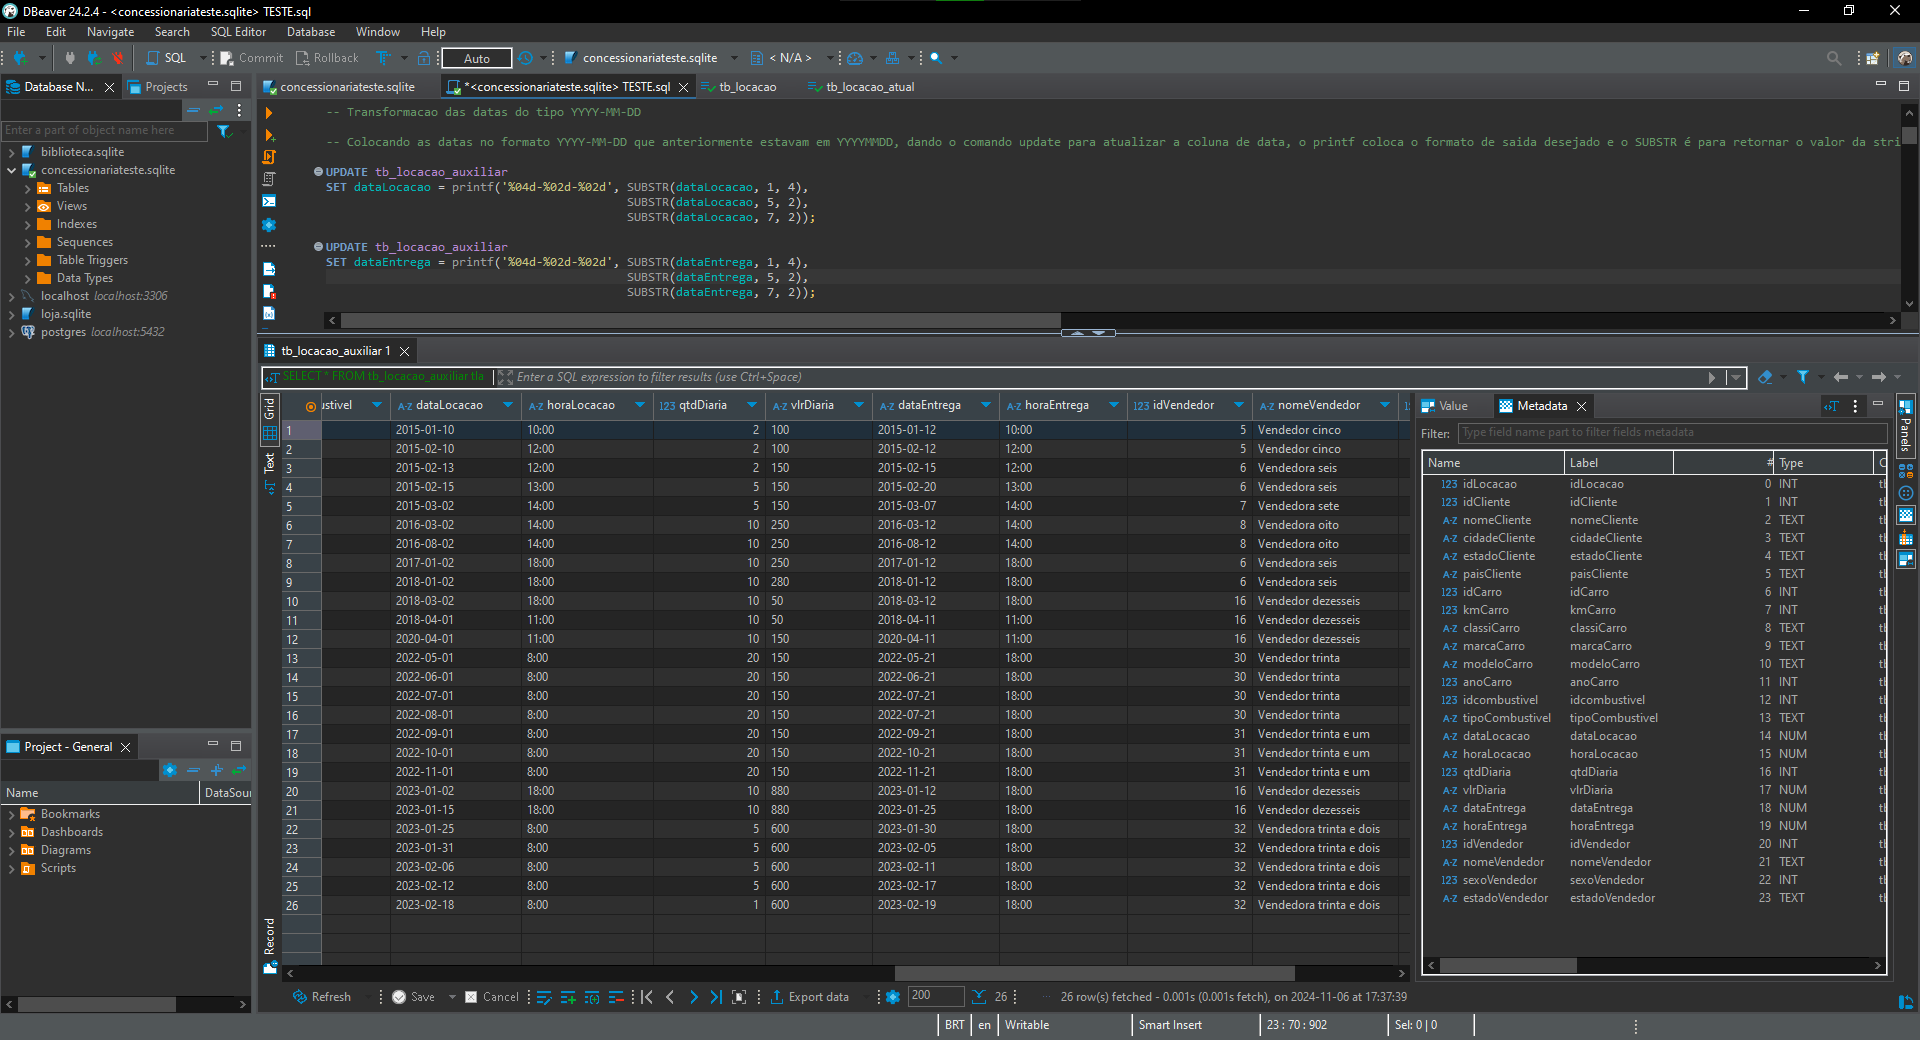 DBeaver 24.2.4 - <concessionariateste.sqlite> TESTE.sql
File Edit Navigate Search SQL Editor Database Window Help
SQL Commit Rollback Auto concessionariateste.sqlite < N/A >
Database N... Projects
Enter a part of object name here
biblioteca.sqlite
concessionariateste.sqlite
Tables
Views
Indexes
Sequences
Table Triggers
Data Types
localhost localhost:3306
loja.sqlite
postgres localhost:5432
Project - General
Name DataSour
Bookmarks
Dashboards
Diagrams
Scripts
concessionariateste.sqlite *<concessionariateste.sqlite> TESTE.sql tb_locacao tb_locacao_atual
-- Transformacao das datas do tipo YYYY-MM-DD
-- Colocando as datas no formato YYYY-MM-DD que anteriormente estavam em YYYYMMDD, dando o comando update para atualizar a coluna de data, o printf coloca o formato de saida desejado e o SUBSTR é para retornar o valor da stri
UPDATE tb_locacao_auxiliar
SET dataLocacao = printf('%04d-%02d-%02d', SUBSTR(dataLocacao, 1, 4),
SUBSTR(dataLocacao, 5, 2),
SUBSTR(dataLocacao, 7, 2));
UPDATE tb_locacao_auxiliar
SET dataEntrega = printf('%04d-%02d-%02d', SUBSTR(dataEntrega, 1, 4),
SUBSTR(dataEntrega, 5, 2),
SUBSTR(dataEntrega, 7, 2));
tb_locacao_auxiliar 1
SELECT * FROM tb_locacao_auxiliar tla Enter a SQL expression to filter results (use Ctrl+Space)
Grid
Text
Record
ustivel A-Z dataLocacao A-Z horaLocacao 123 qtdDiaria A-Z vlrDiaria A-Z dataEntrega A-Z horaEntrega 123 idVendedor A-Z nomeVendedor
1 2015-01-10 10:00 2 100 2015-01-12 10:00 5 Vendedor cinco
2 2015-02-10 12:00 2 100 2015-02-12 12:00 5 Vendedor cinco
3 2015-02-13 12:00 2 150 2015-02-15 12:00 6 Vendedora seis
4 2015-02-15 13:00 5 150 2015-02-20 13:00 6 Vendedora seis
5 2015-03-02 14:00 5 150 2015-03-07 14:00 7 Vendedora sete
6 2016-03-02 14:00 10 250 2016-03-12 14:00 8 Vendedora oito
7 2016-08-02 14:00 10 250 2016-08-12 14:00 8 Vendedora oito
8 2017-01-02 18:00 10 250 2017-01-12 18:00 6 Vendedora seis
9 2018-01-02 18:00 10 280 2018-01-12 18:00 6 Vendedora seis
10 2018-03-02 18:00 10 50 2018-03-12 18:00 16 Vendedor dezesseis
11 2018-04-01 11:00 10 50 2018-04-11 11:00 16 Vendedor dezesseis
12 2020-04-01 11:00 10 150 2020-04-11 11:00 16 Vendedor dezesseis
13 2022-05-01 8:00 20 150 2022-05-21 18:00 30 Vendedor trinta
14 2022-06-01 8:00 20 150 2022-06-21 18:00 30 Vendedor trinta
15 2022-07-01 8:00 20 150 2022-07-21 18:00 30 Vendedor trinta
16 2022-08-01 8:00 20 150 2022-07-21 18:00 30 Vendedor trinta
17 2022-09-01 8:00 20 150 2022-09-21 18:00 31 Vendedor trinta e um
18 2022-10-01 8:00 20 150 2022-10-21 18:00 31 Vendedor trinta e um
19 2022-11-01 8:00 20 150 2022-11-21 18:00 31 Vendedor trinta e um
20 2023-01-02 18:00 10 880 2023-01-12 18:00 16 Vendedor dezesseis
21 2023-01-15 18:00 10 880 2023-01-25 18:00 16 Vendedor dezesseis
22 2023-01-25 8:00 5 600 2023-01-30 18:00 32 Vendedora trinta e dois
23 2023-01-31 8:00 5 600 2023-02-05 18:00 32 Vendedora trinta e dois
24 2023-02-06 8:00 5 600 2023-02-11 18:00 32 Vendedora trinta e dois
25 2023-02-12 8:00 5 600 2023-02-17 18:00 32 Vendedora trinta e dois
26 2023-02-18 8:00 1 600 2023-02-19 18:00 32 Vendedora trinta e dois
Refresh Save Cancel Export data 200 26 26 row(s) fetched - 0.001s (0.001s fetch), on 2024-11-06 at 17:37:39
Value Metadata
Panels
Filter: Type field name part to filter fields metadata
Name Label # Type
123 idLocacao idLocacao 0 INT
123 idCliente idCliente 1 INT
A-Z nomeCliente nomeCliente 2 TEXT
A-Z cidadeCliente cidadeCliente 3 TEXT
A-Z estadoCliente estadoCliente 4 TEXT
A-Z paisCliente paisCliente 5 TEXT
123 idCarro idCarro 6 INT
123 kmCarro kmCarro 7 INT
A-Z classiCarro classiCarro 8 TEXT
A-Z marcaCarro marcaCarro 9 TEXT
A-Z modeloCarro modeloCarro 10 TEXT
123 anoCarro anoCarro 11 INT
123 idcombustivel idcombustivel 12 INT
A-Z tipoCombustivel tipoCombustivel 13 TEXT
A-Z dataLocacao dataLocacao 14 NUM
A-Z horaLocacao horaLocacao 15 NUM
123 qtdDiaria qtdDiaria 16 INT
A-Z vlrDiaria vlrDiaria 17 NUM
A-Z dataEntrega dataEntrega 18 NUM
A-Z horaEntrega horaEntrega 19 NUM
123 idVendedor idVendedor 20 INT
A-Z nomeVendedor nomeVendedor 21 TEXT
123 sexoVendedor sexoVendedor 22 INT
A-Z estadoVendedor estadoVendedor 23 TEXT
BRT en Writable Smart Insert 23 : 70 : 902 Sel: 0 | 0